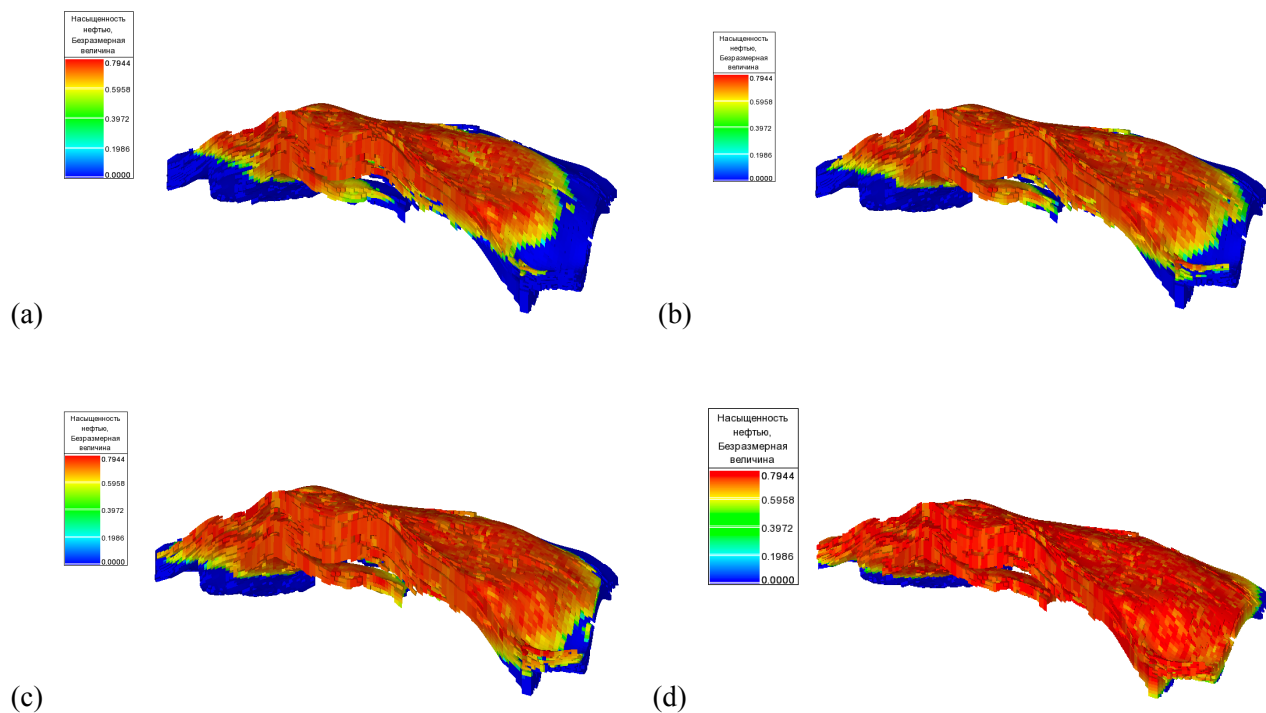 Насыщенность
нефтью,
Безразмерная
величина
0.7944
0.5958
0.3972
0.1986
0.0000
(a)
Насыщенность
нефтью,
Безразмерная
величина
0.7944
0.5958
0.3972
0.1986
0.0000
(b)
Насыщенность
нефтью,
Безразмерная
величина
0.7944
0.5958
0.3972
0.1986
0.0000
(c)
Насыщенность
нефтью,
Безразмерная
величина
0.7944
0.5958
0.3972
0.1986
0.0000
(d)